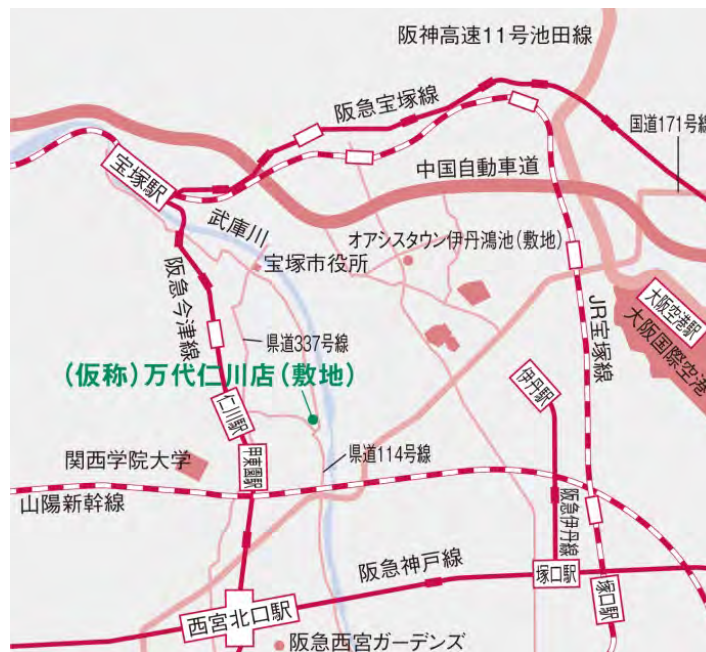 阪神高速11号池田線
阪急宝塚線
国道171号線
中国自動車道
宝塚駅
武庫川
オアシスタウン伊丹鴻池(敷地)
宝塚市役所
阪急今津線
JR宝塚線
大阪空港駅
大阪国際空港
県道337号線
(仮称)万代仁川店(敷地)
伊丹駅
仁川駅
県道114号線
関西学院大学
甲東園駅
山陽新幹線
阪急伊丹線
阪急神戸線
塚口駅
塚口駅
西宮北口駅
阪急西宮ガーデンズ